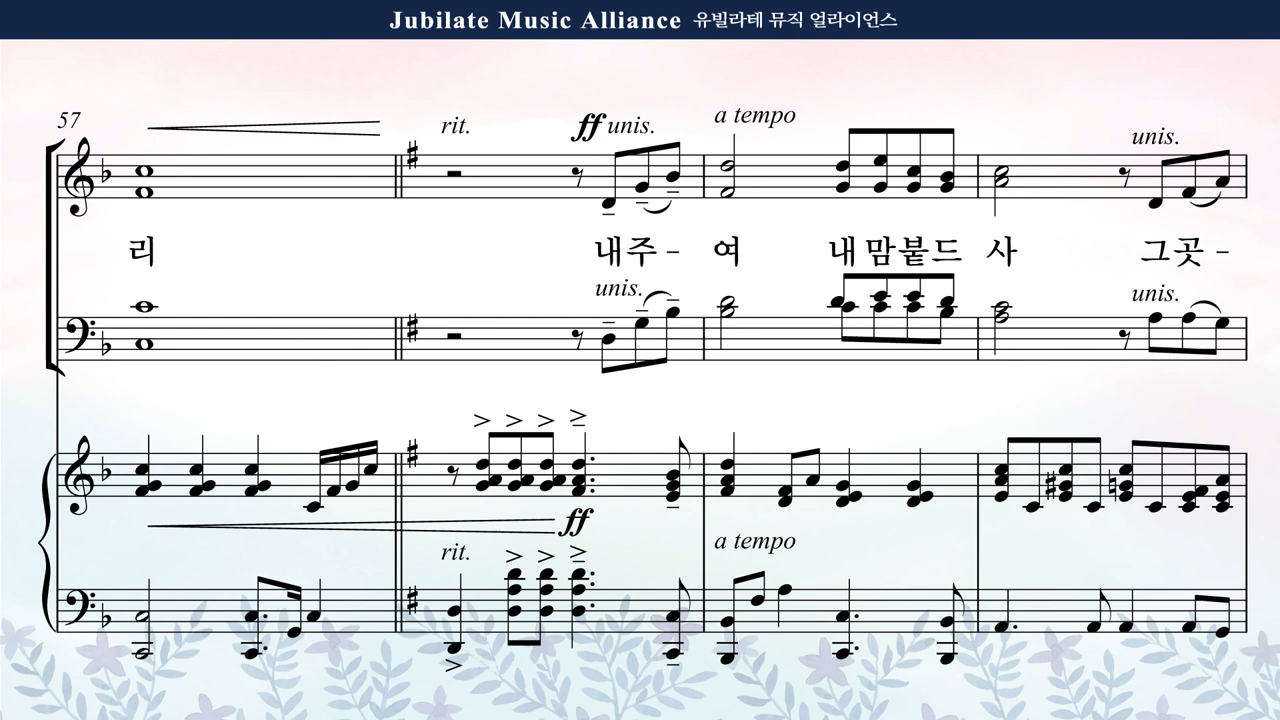 Jubilate Music Alliance 유빌라테 뮤직 얼라이언스
57
rit.
ff unis.
a tempo
unis.
리 내주 - 여 내 맘붙드 사 그곳 -
unis.
unis.
ff
rit.
a tempo